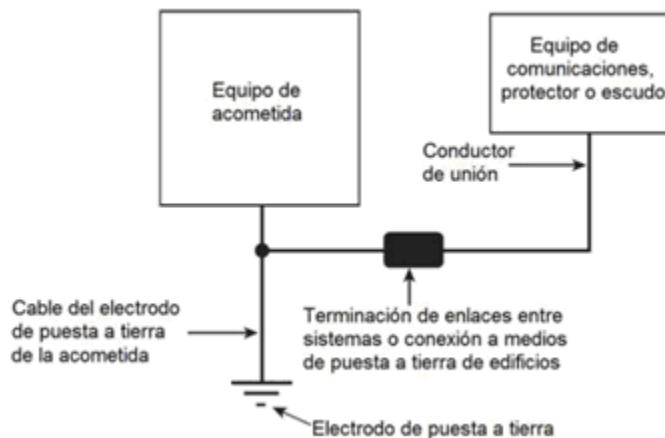 Equipo de
acometida
Equipo de
comunicaciones,
protector o escudo
Conductor
de unión
Cable del electrodo
de puesta a tierra
de la acometida
Terminación de enlaces entre
sistemas o conexión a medios
de puesta a tierra de edificios
Electrodo de puesta a tierra